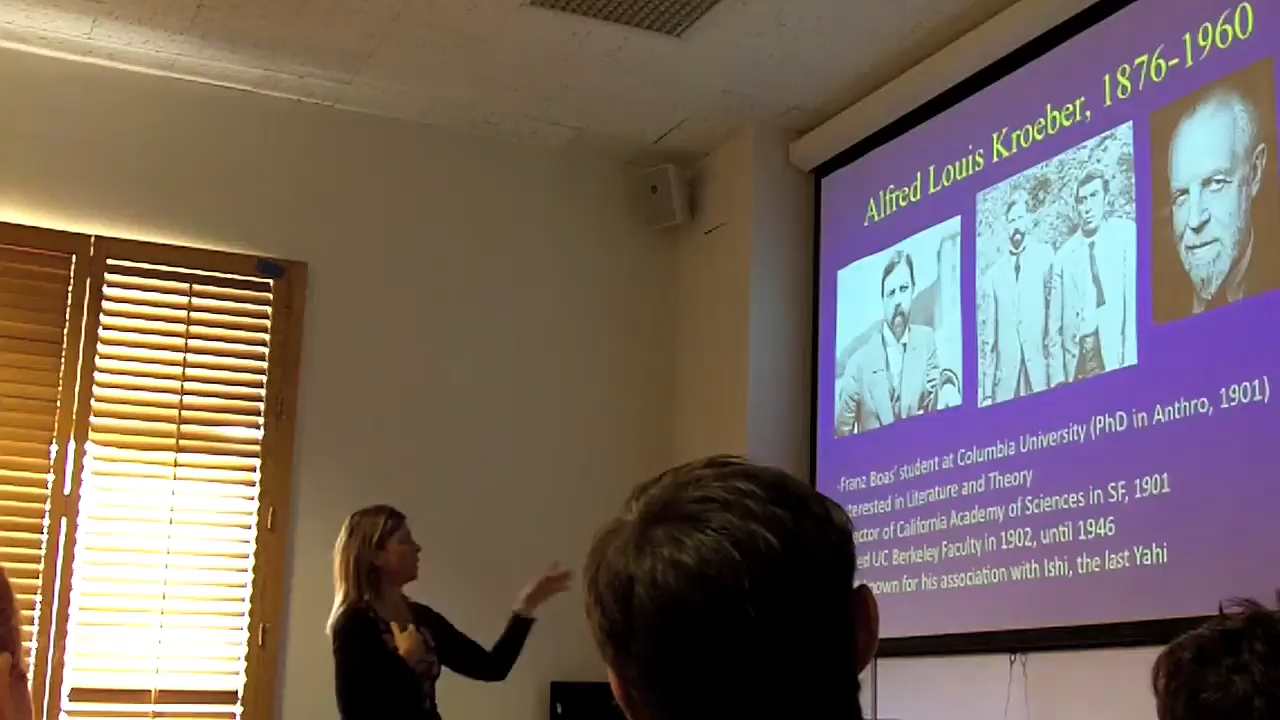 Alfred Louis Kroeber, 1876-1960
-Franz Boas' student at Columbia University (PhD in Anthro, 1901)
terested in Literature and Theory
ector of California Academy of Sciences in SF, 1901
ed UC Berkeley Faculty in 1902, until 1946
nown for his association with Ishi, the last Yahi